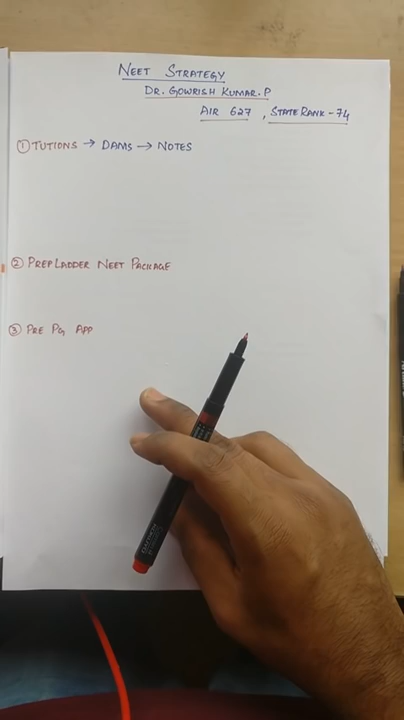 NEET STRATEGY
DR. GOWRISH KUMAR.P
AIR 627, STATE RANK - 74
① TUTIONS → DAMS → NOTES
② PREPLADDER NEET PACKAGE
③ PRE PG APP